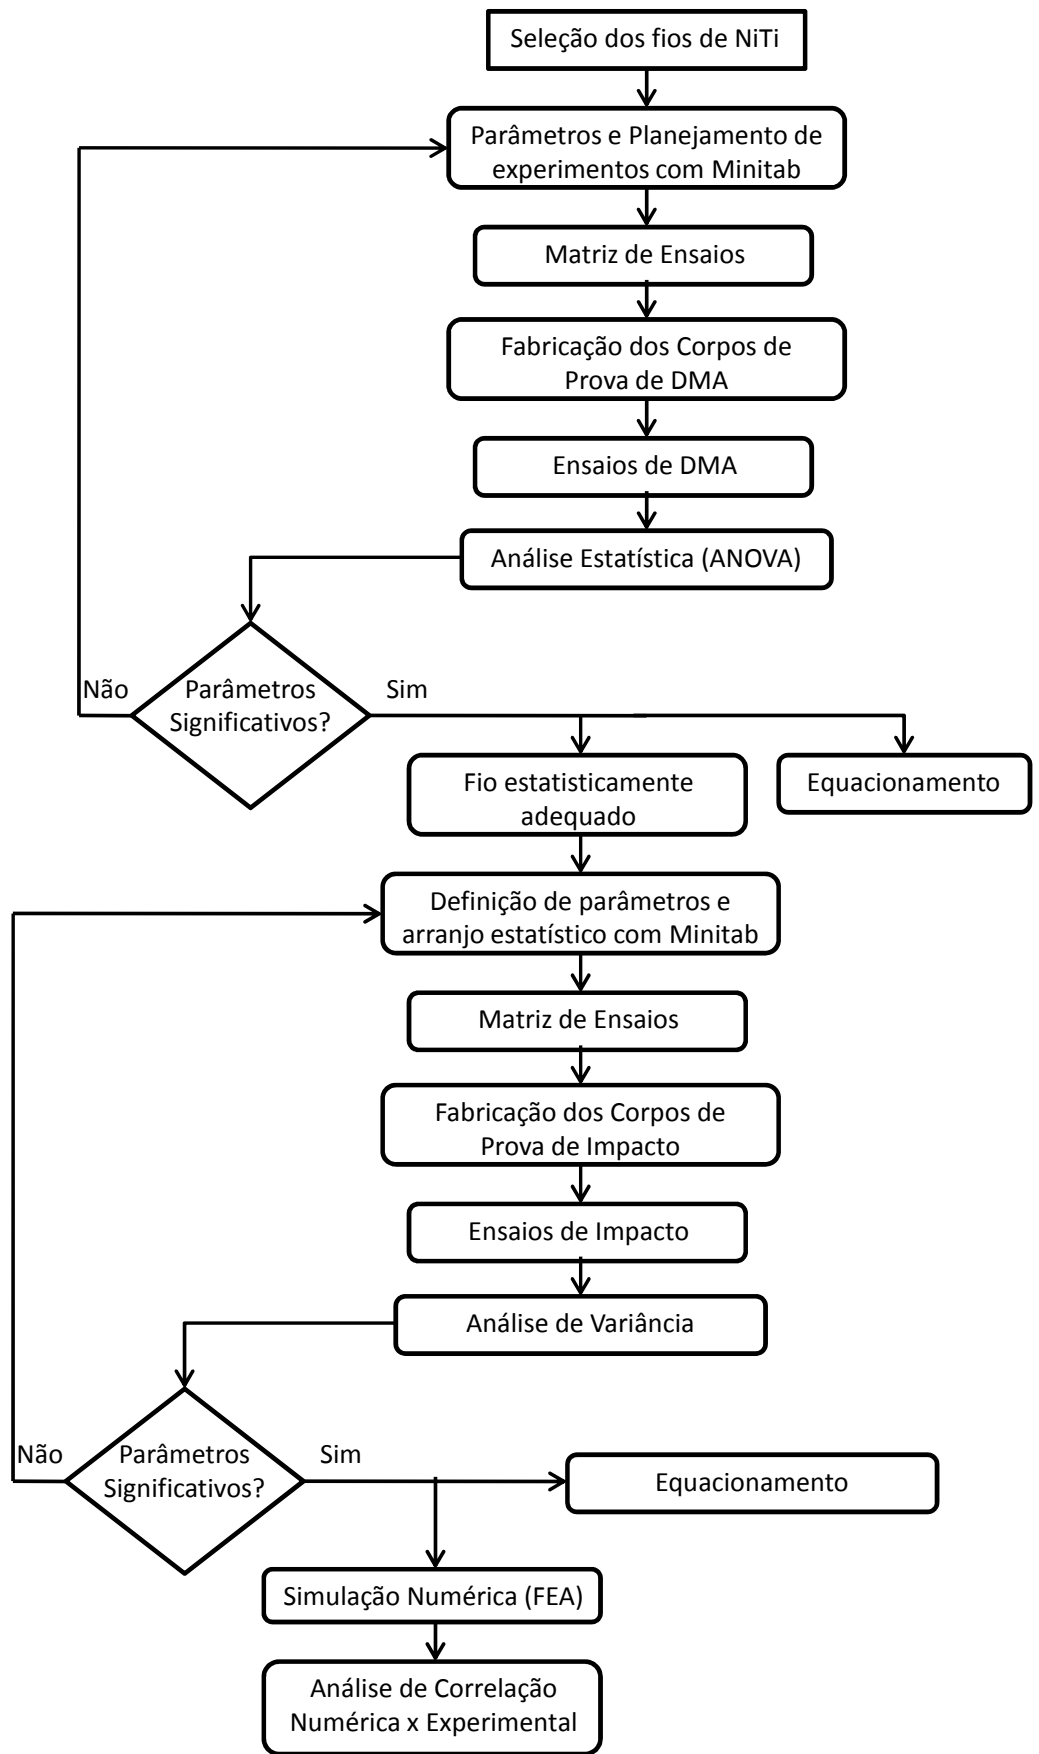 Seleção dos fios de NiTi
Parâmetros e Planejamento de
experimentos com Minitab
Matriz de Ensaios
Fabricação dos Corpos de
Prova de DMA
Ensaios de DMA
Análise Estatística (ANOVA)
Não
Parâmetros
Significativos?
Sim
Fio estatisticamente
adequado
Equacionamento
Definição de parâmetros e
arranjo estatístico com Minitab
Matriz de Ensaios
Fabricação dos Corpos de
Prova de Impacto
Ensaios de Impacto
Análise de Variância
Não
Parâmetros
Significativos?
Sim
Equacionamento
Simulação Numérica (FEA)
Análise de Correlação
Numérica x Experimental